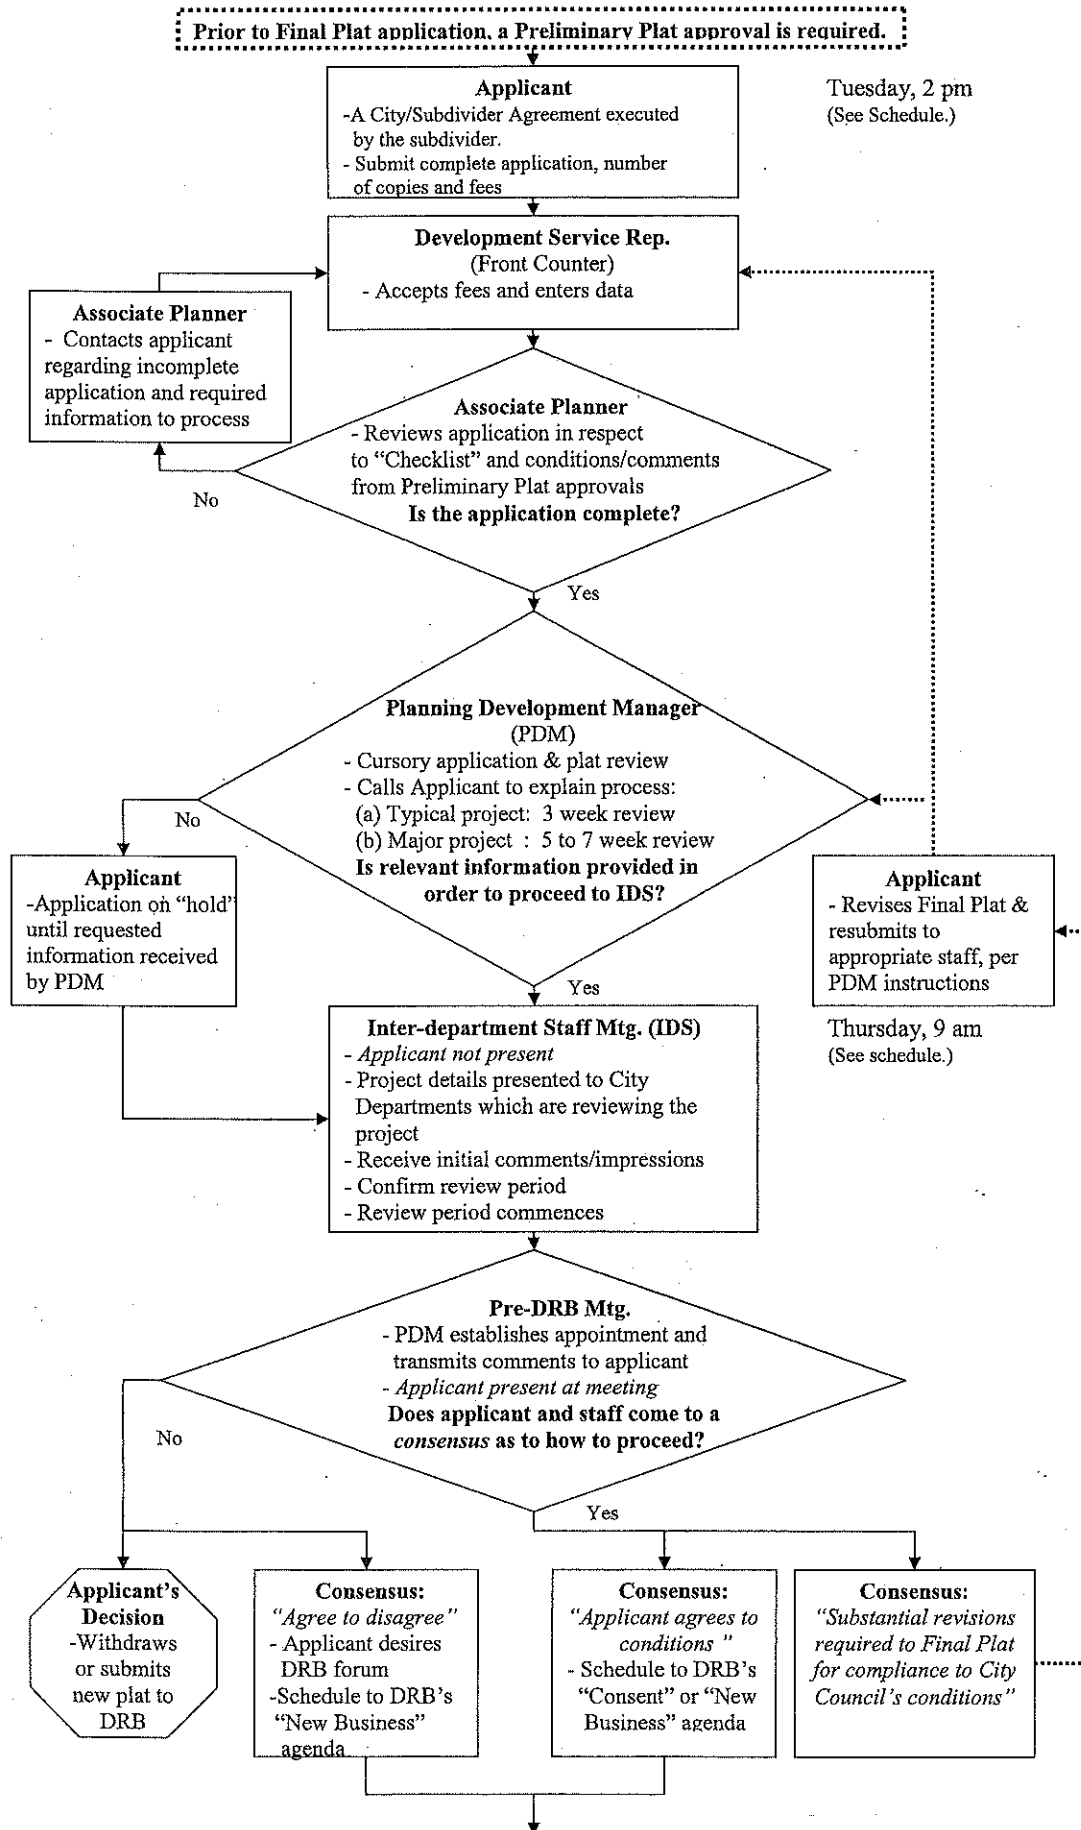 Prior to Final Plat application, a Preliminary Plat approval is required.
Applicant
-A City/Subdivider Agreement executed
by the subdivider.
- Submit complete application, number
of copies and fees
Tuesday, 2 pm
(See Schedule.)
Development Service Rep.
(Front Counter)
- Accepts fees and enters data
Associate Planner
- Contacts applicant
regarding incomplete
application and required
information to process
Associate Planner
- Reviews application in respect
to “Checklist” and conditions/comments
from Preliminary Plat approvals
Is the application complete?
No
Yes
Planning Development Manager
(PDM)
- Cursory application & plat review
- Calls Applicant to explain process:
(a) Typical project: 3 week review
(b) Major project : 5 to 7 week review
Is relevant information provided in
order to proceed to IDS?
No
Yes
Applicant
-Application on “hold”
until requested
information received
by PDM
Applicant
- Revises Final Plat &
resubmits to
appropriate staff, per
PDM instructions
Thursday, 9 am
(See schedule.)
Inter-department Staff Mtg. (IDS)
- Applicant not present
- Project details presented to City
Departments which are reviewing the
project
- Receive initial comments/impressions
- Confirm review period
- Review period commences
Pre-DRB Mtg.
- PDM establishes appointment and
transmits comments to applicant
- Applicant present at meeting
Does applicant and staff come to a
consensus as to how to proceed?
No
Yes
Applicant's
Decision
-Withdraws
or submits
new plat to
DRB
Consensus:
“Agree to disagree”
- Applicant desires
DRB forum
-Schedule to DRB's
“New Business”
agenda
Consensus:
“Applicant agrees to
conditions ”
- Schedule to DRB's
“Consent” or “New
Business” agenda
Consensus:
“Substantial revisions
required to Final Plat
for compliance to City
Council's conditions”